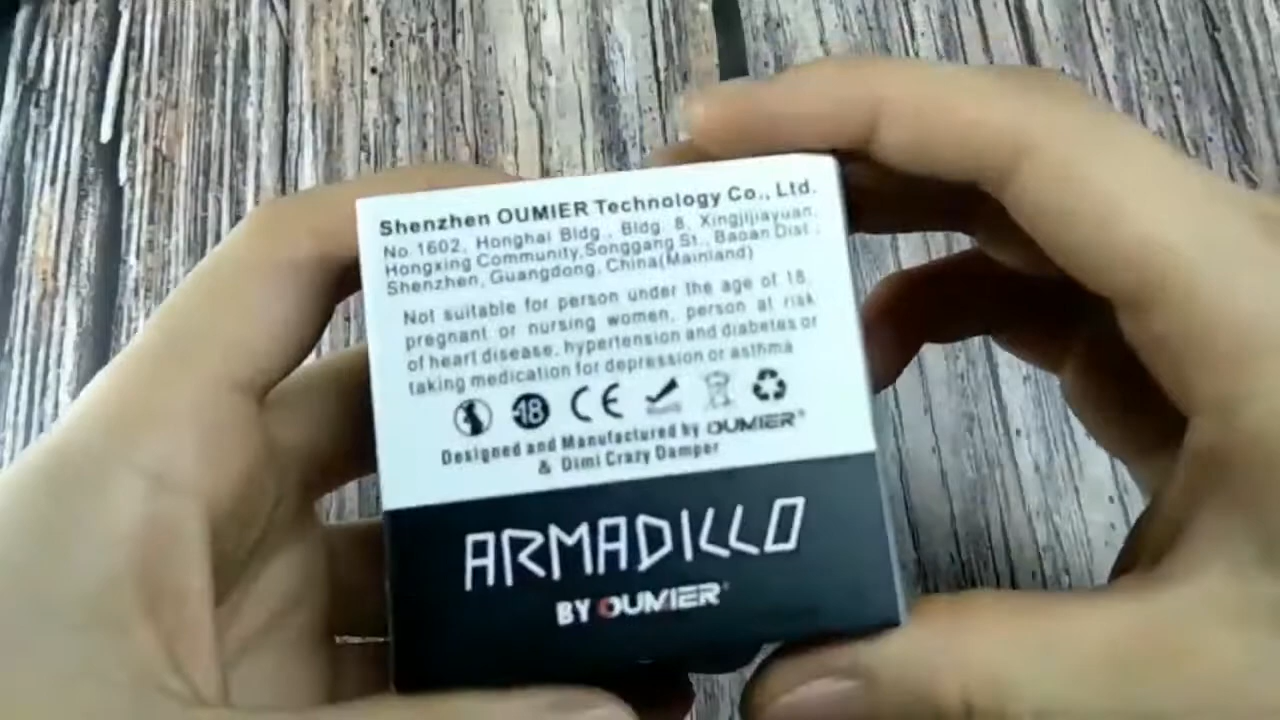 Shenzhen OUMIER Technology Co., Ltd.
No 1602, Honghai Bldg., Bldg. 8, Xingjijiayuan,
Hongxing Community,Songgang St., Baoan Dist.,
Shenzhen, Guangdong, China(Mainland)
Not suitable for person under the age of 18,
pregnant or nursing women, person at risk
of heart disease, hypertension and diabetes or
taking medication for depression or asthma
18 CE
Designed and Manufactured by OUMIER®
& Dimi Crazy Damper
ARMADILLO
BY OUMIER®